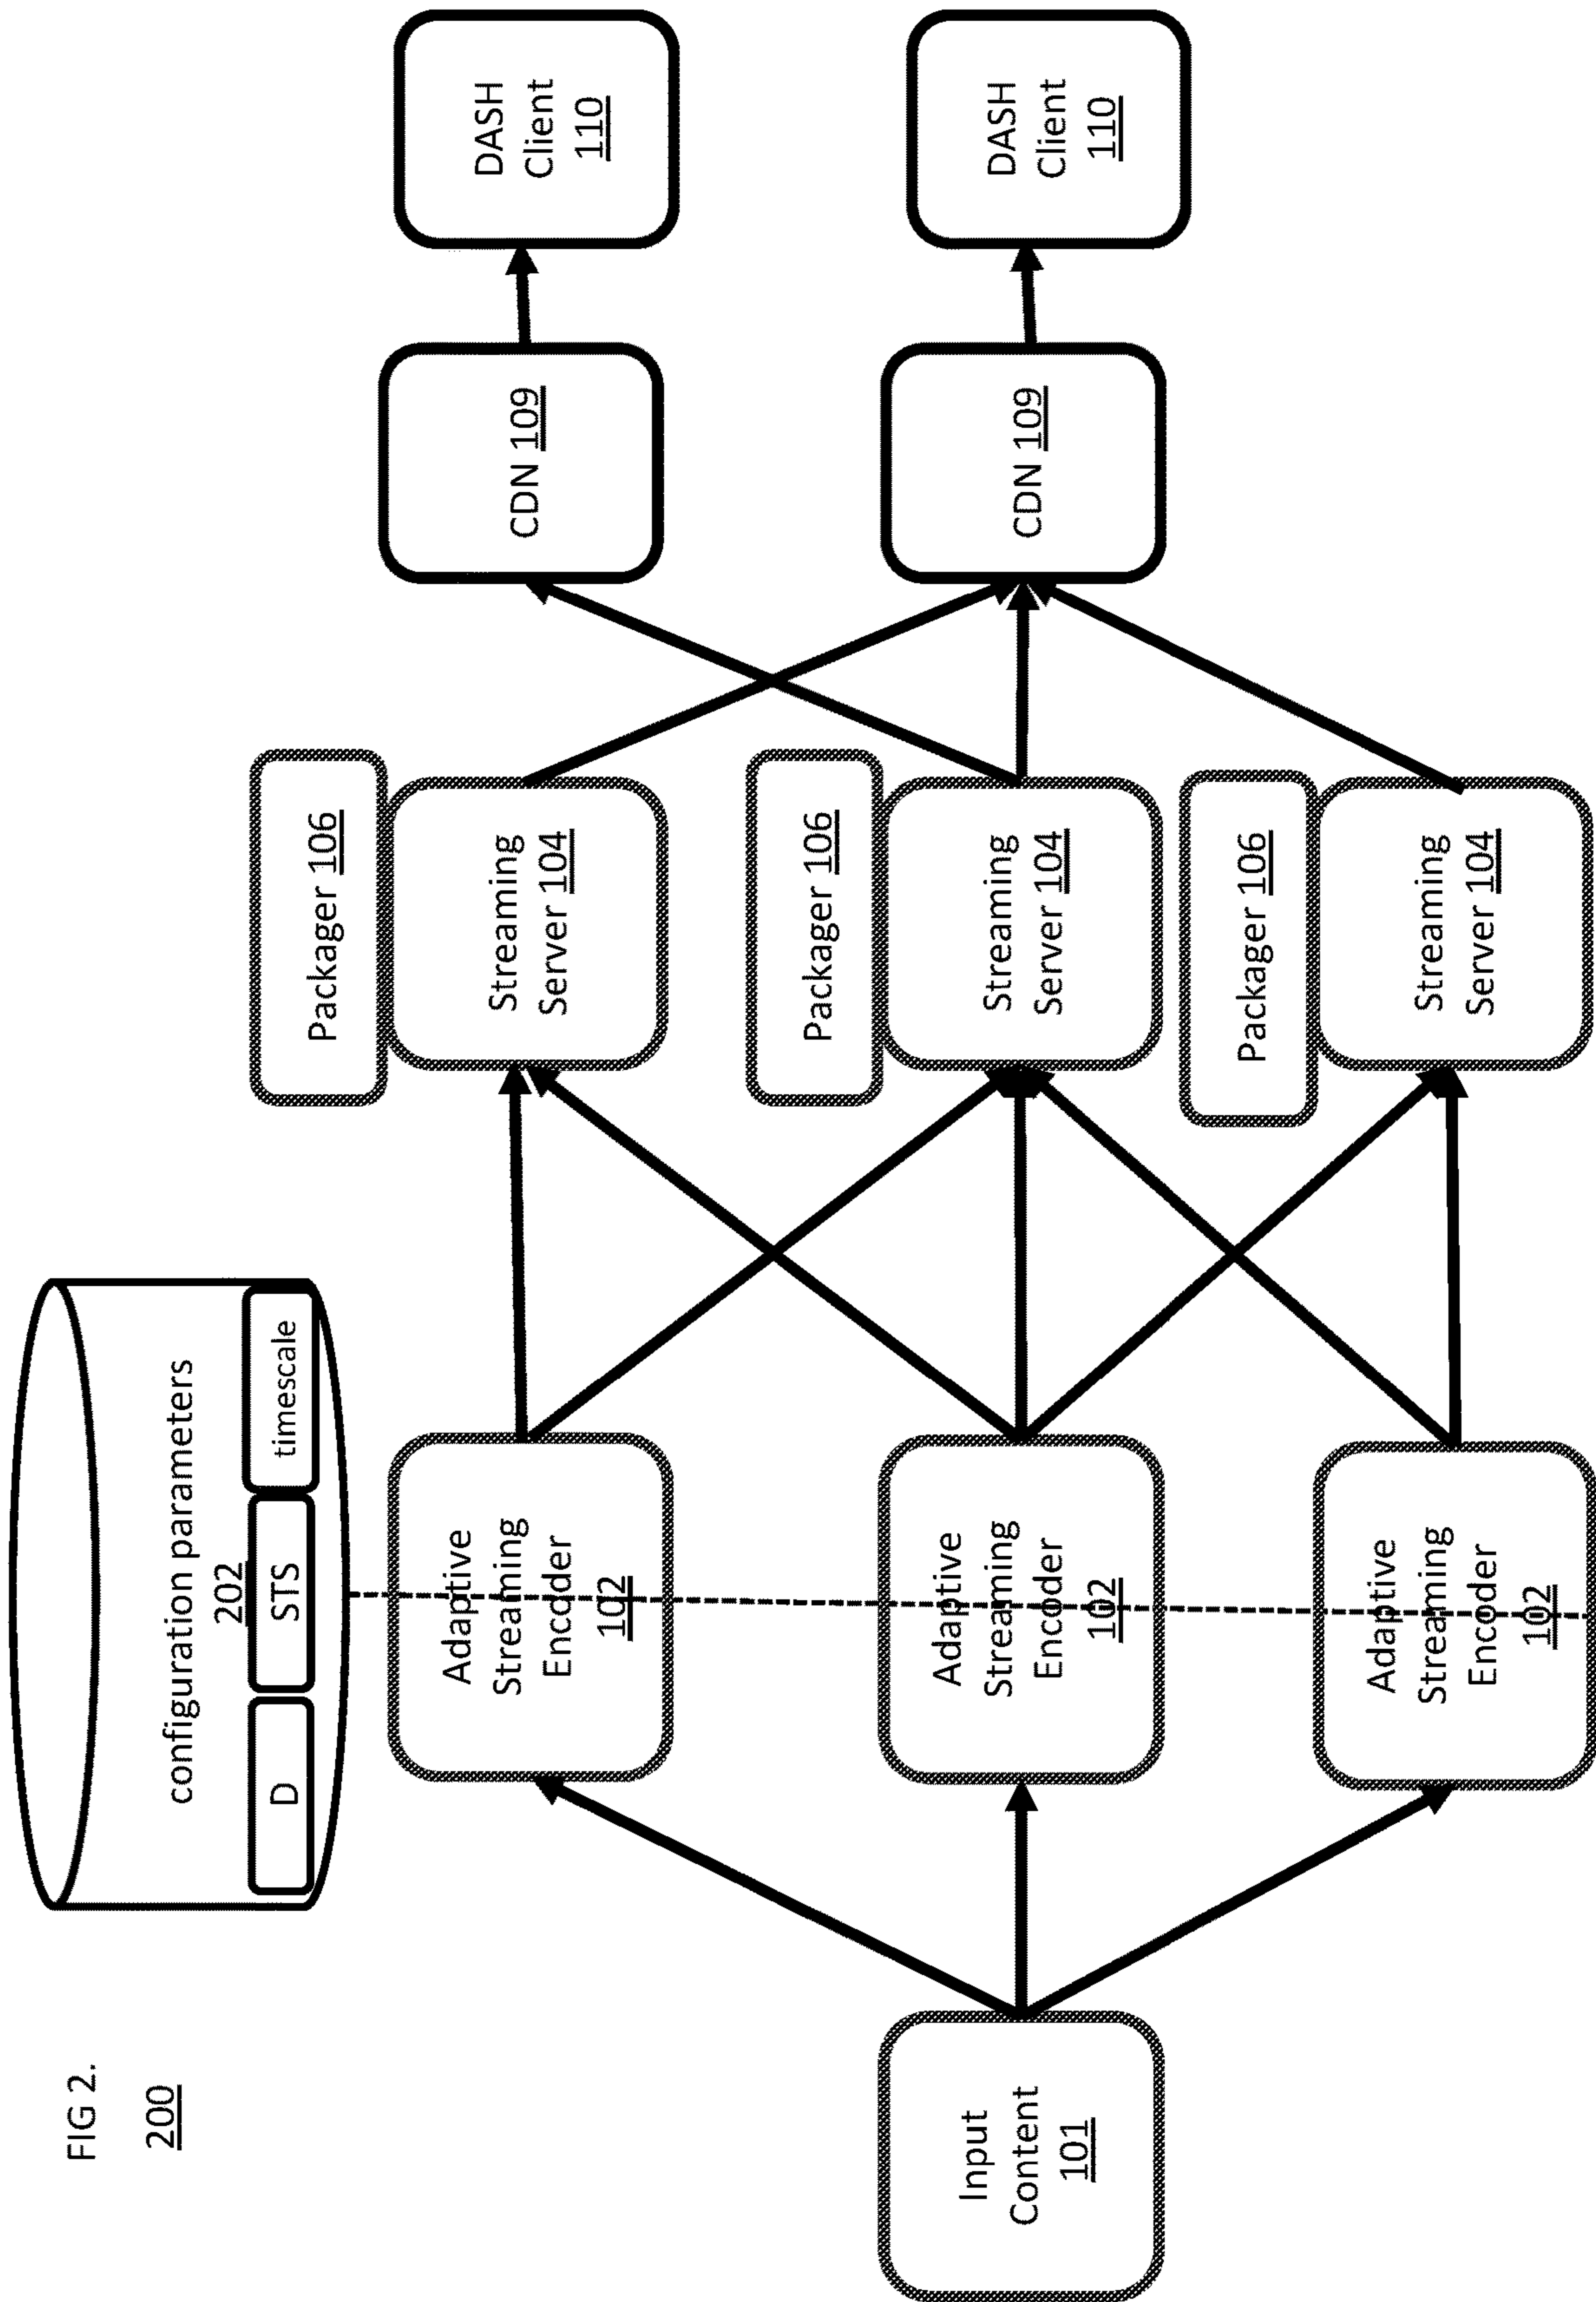 FIG 2.
200
configuration parameters
202
D
STS
timescale
Input
Content
101
Adaptive
Streaming
Encoder
102
Adaptive
Streaming
Encoder
102
Adaptive
Streaming
Encoder
102
Packager 106
Streaming
Server 104
Packager 106
Streaming
Server 104
Packager 106
Streaming
Server 104
CDN 109
CDN 109
DASH
Client
110
DASH
Client
110